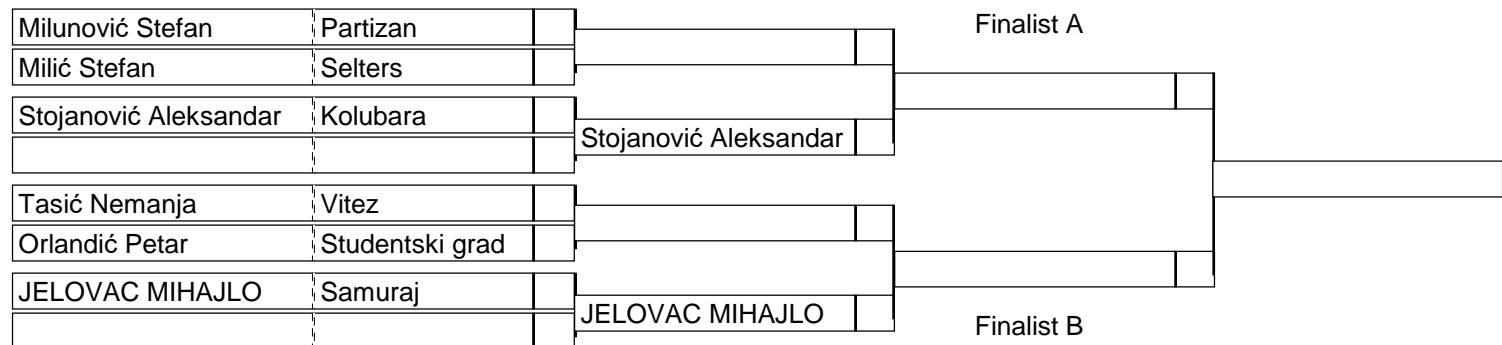 Milunović Stefan Partizan
Finalist A
Milić Stefan Selters
Stojanović Aleksandar Kolubara
Stojanović Aleksandar
Tasić Nemanja Vitez
Orlandić Petar Studentski grad
JELOVAC MIHAJLO Samuraj
JELOVAC MIHAJLO
Finalist B